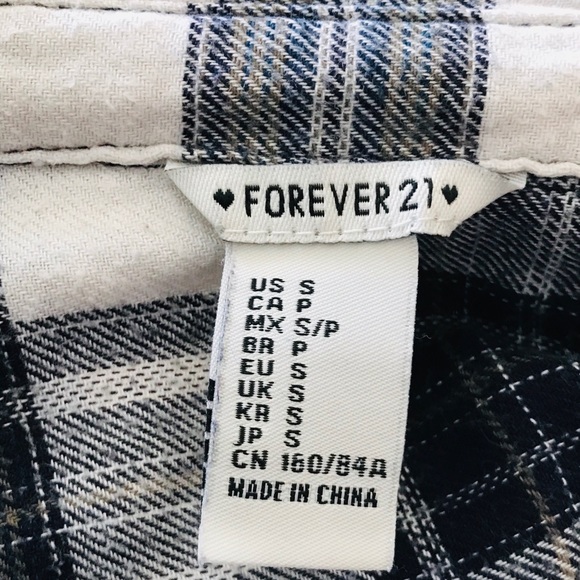 ♥ FOREVER 21 ♥
US S
CA P
MX S/P
BR P
EU S
UK S
KR S
JP S
CN 160/84A
MADE IN CHINA